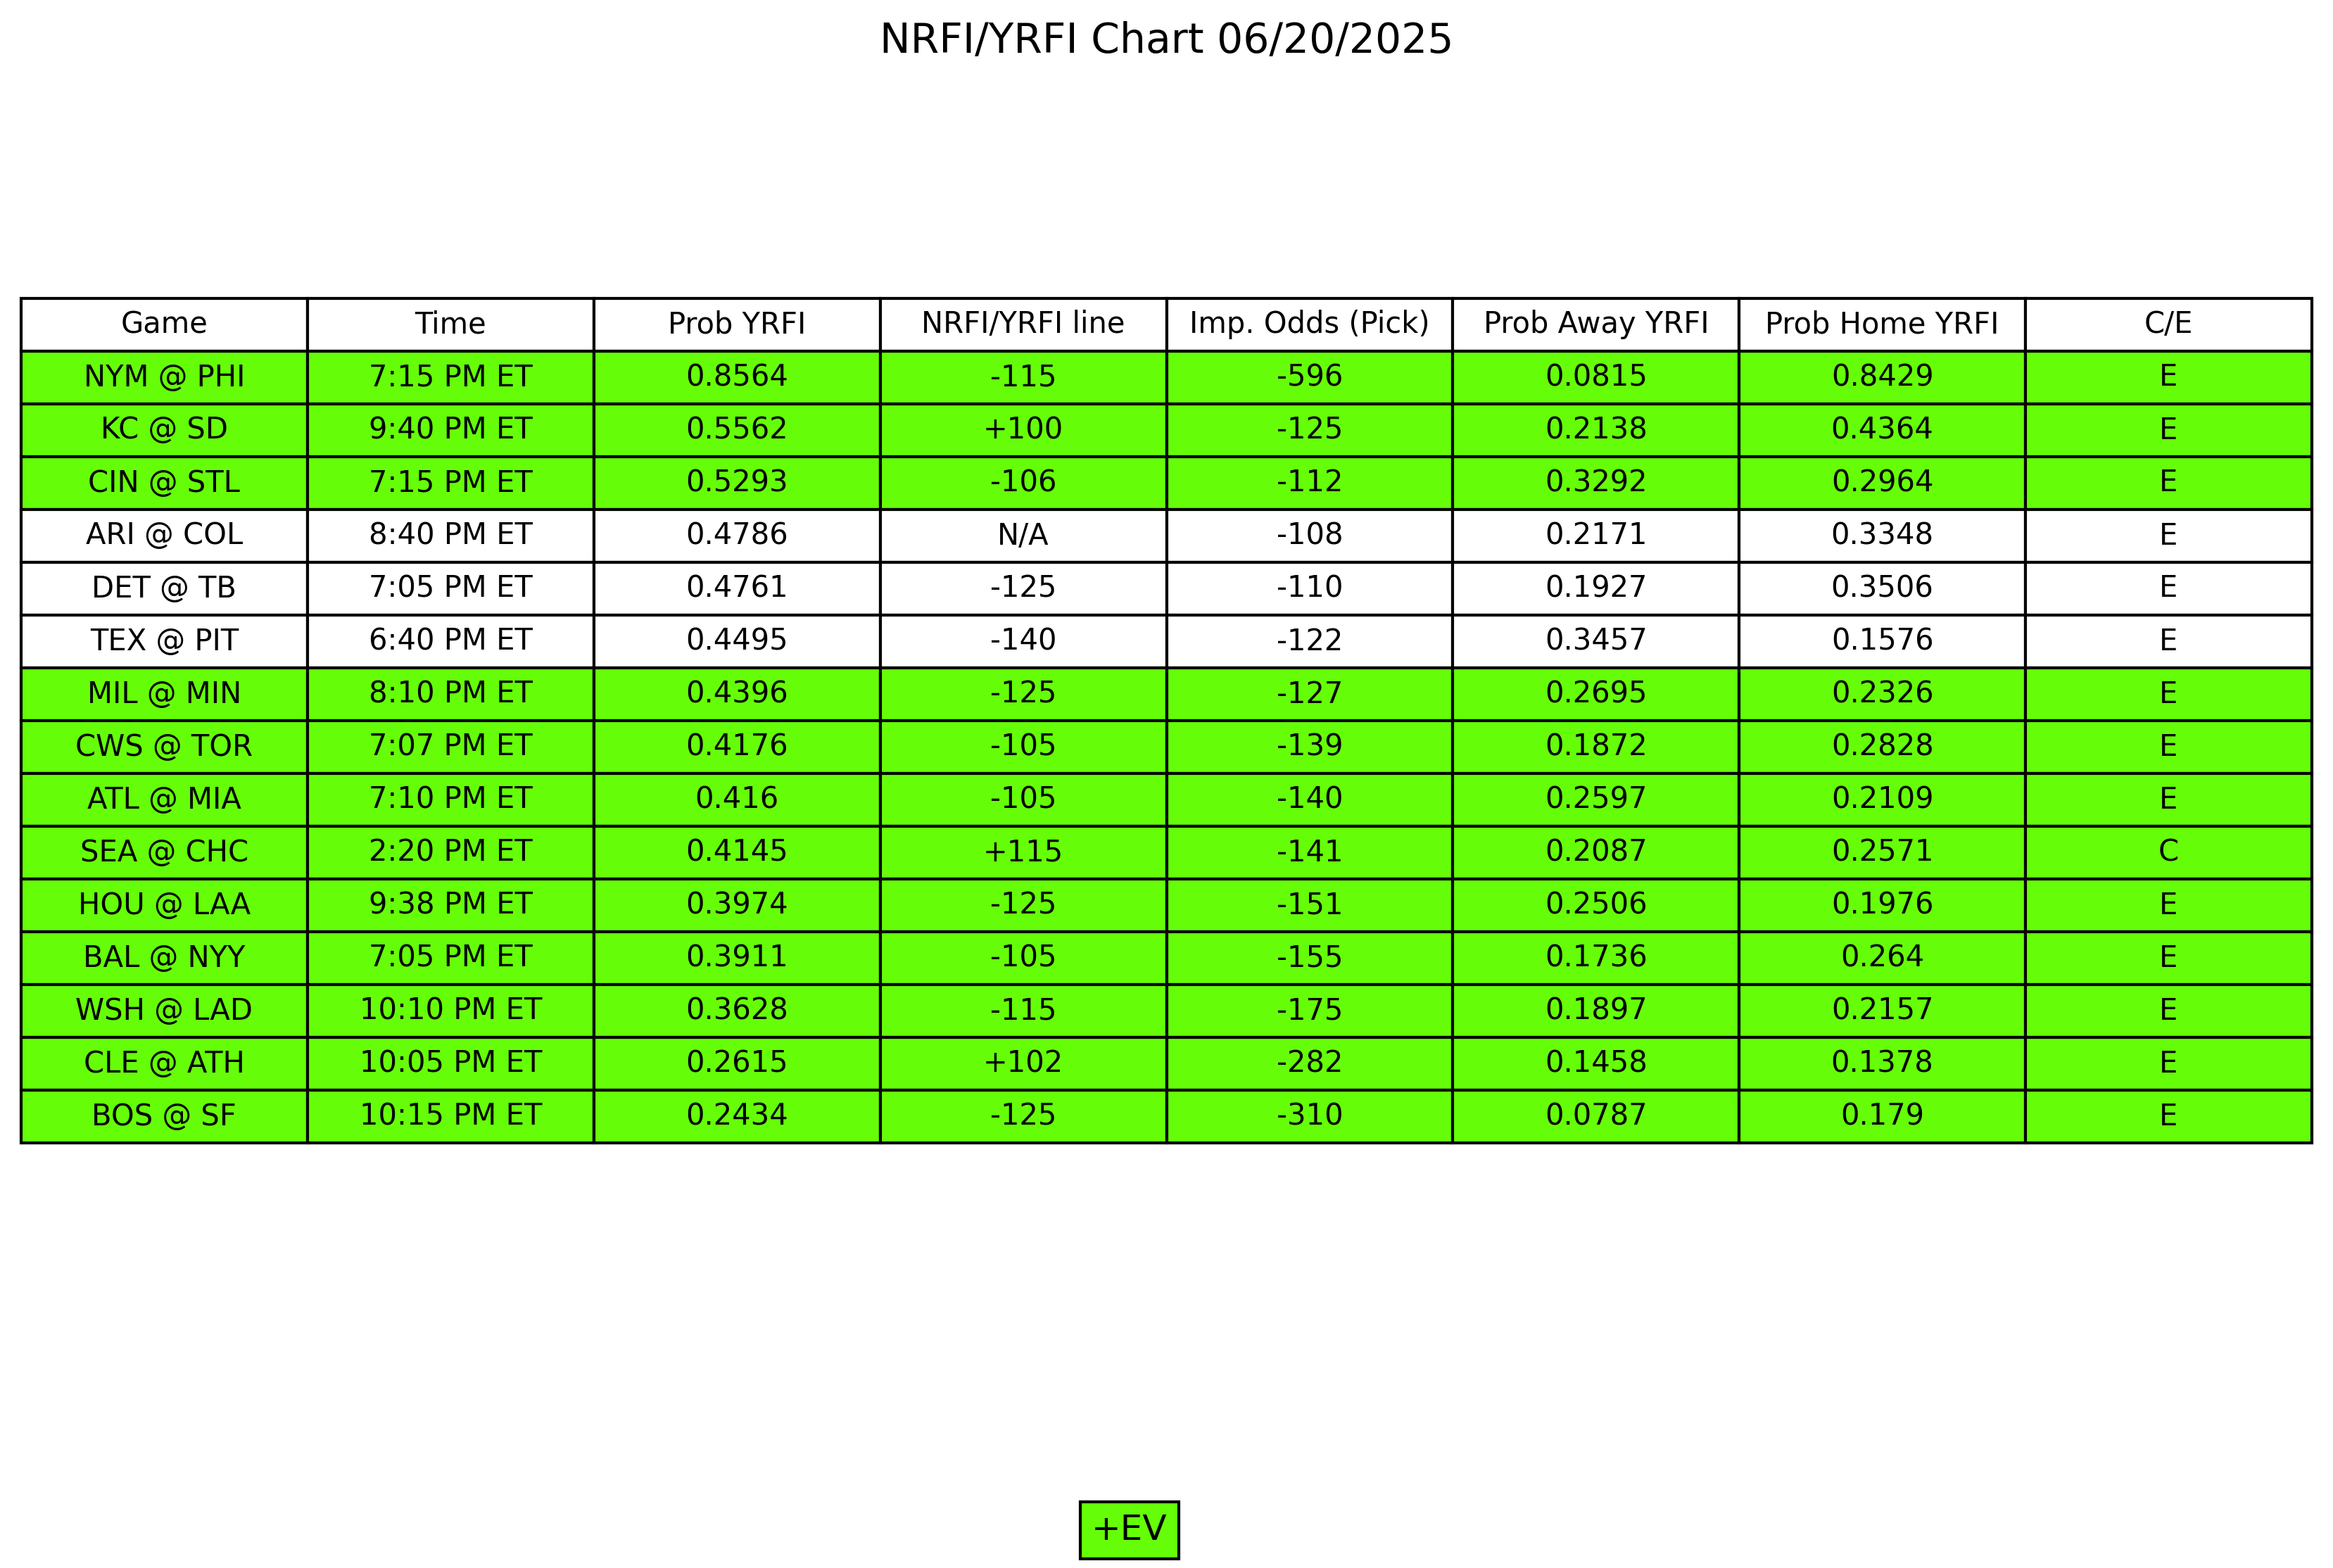 NRFI/YRFI Chart 06/20/2025
Game Time Prob YRFI NRFI/YRFI line Imp. Odds (Pick) Prob Away YRFI Prob Home YRFI C/E
NYM @ PHI 7:15 PM ET 0.8564 -115 -596 0.0815 0.8429 E
KC @ SD 9:40 PM ET 0.5562 +100 -125 0.2138 0.4364 E
CIN @ STL 7:15 PM ET 0.5293 -106 -112 0.3292 0.2964 E
ARI @ COL 8:40 PM ET 0.4786 N/A -108 0.2171 0.3348 E
DET @ TB 7:05 PM ET 0.4761 -125 -110 0.1927 0.3506 E
TEX @ PIT 6:40 PM ET 0.4495 -140 -122 0.3457 0.1576 E
MIL @ MIN 8:10 PM ET 0.4396 -125 -127 0.2695 0.2326 E
CWS @ TOR 7:07 PM ET 0.4176 -105 -139 0.1872 0.2828 E
ATL @ MIA 7:10 PM ET 0.416 -105 -140 0.2597 0.2109 E
SEA @ CHC 2:20 PM ET 0.4145 +115 -141 0.2087 0.2571 C
HOU @ LAA 9:38 PM ET 0.3974 -125 -151 0.2506 0.1976 E
BAL @ NYY 7:05 PM ET 0.3911 -105 -155 0.1736 0.264 E
WSH @ LAD 10:10 PM ET 0.3628 -115 -175 0.1897 0.2157 E
CLE @ ATH 10:05 PM ET 0.2615 +102 -282 0.1458 0.1378 E
BOS @ SF 10:15 PM ET 0.2434 -125 -310 0.0787 0.179 E
+EV